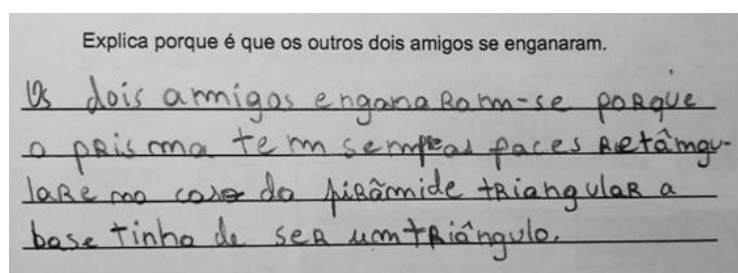 Explica porque é que os outros dois amigos se enganaram.
Os dois amigos enganaram-se porque
o prisma tem sempre as faces retângu-
lare no caso da pirâmide triangular a
base tinha de ser um triângulo.